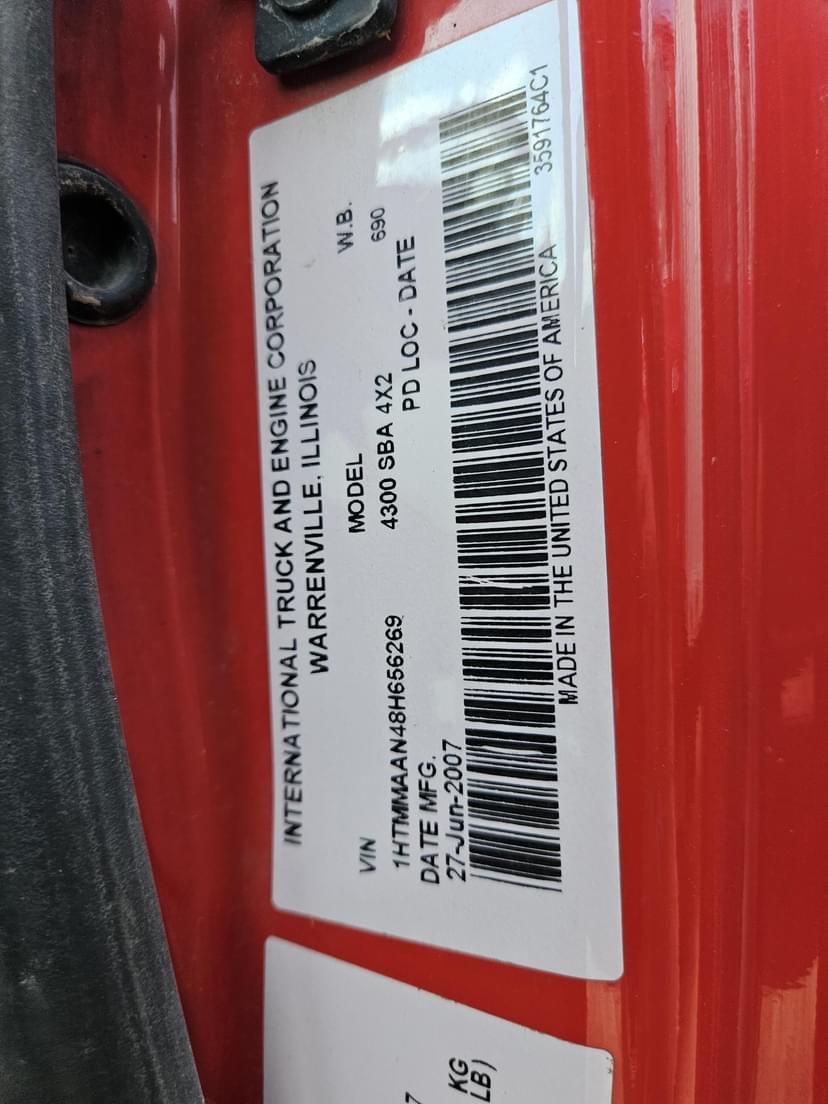 INTERNATIONAL TRUCK AND ENGINE CORPORATION
WARRENVILLE, ILLINOIS
VIN MODEL W.B.
1HTMMAAN48H656269 4300 SBA 4X2 690
DATE MFG. PD LOC - DATE
27-Jun-2007
MADE IN THE UNITED STATES OF AMERICA 3591764C1
KG
LB)